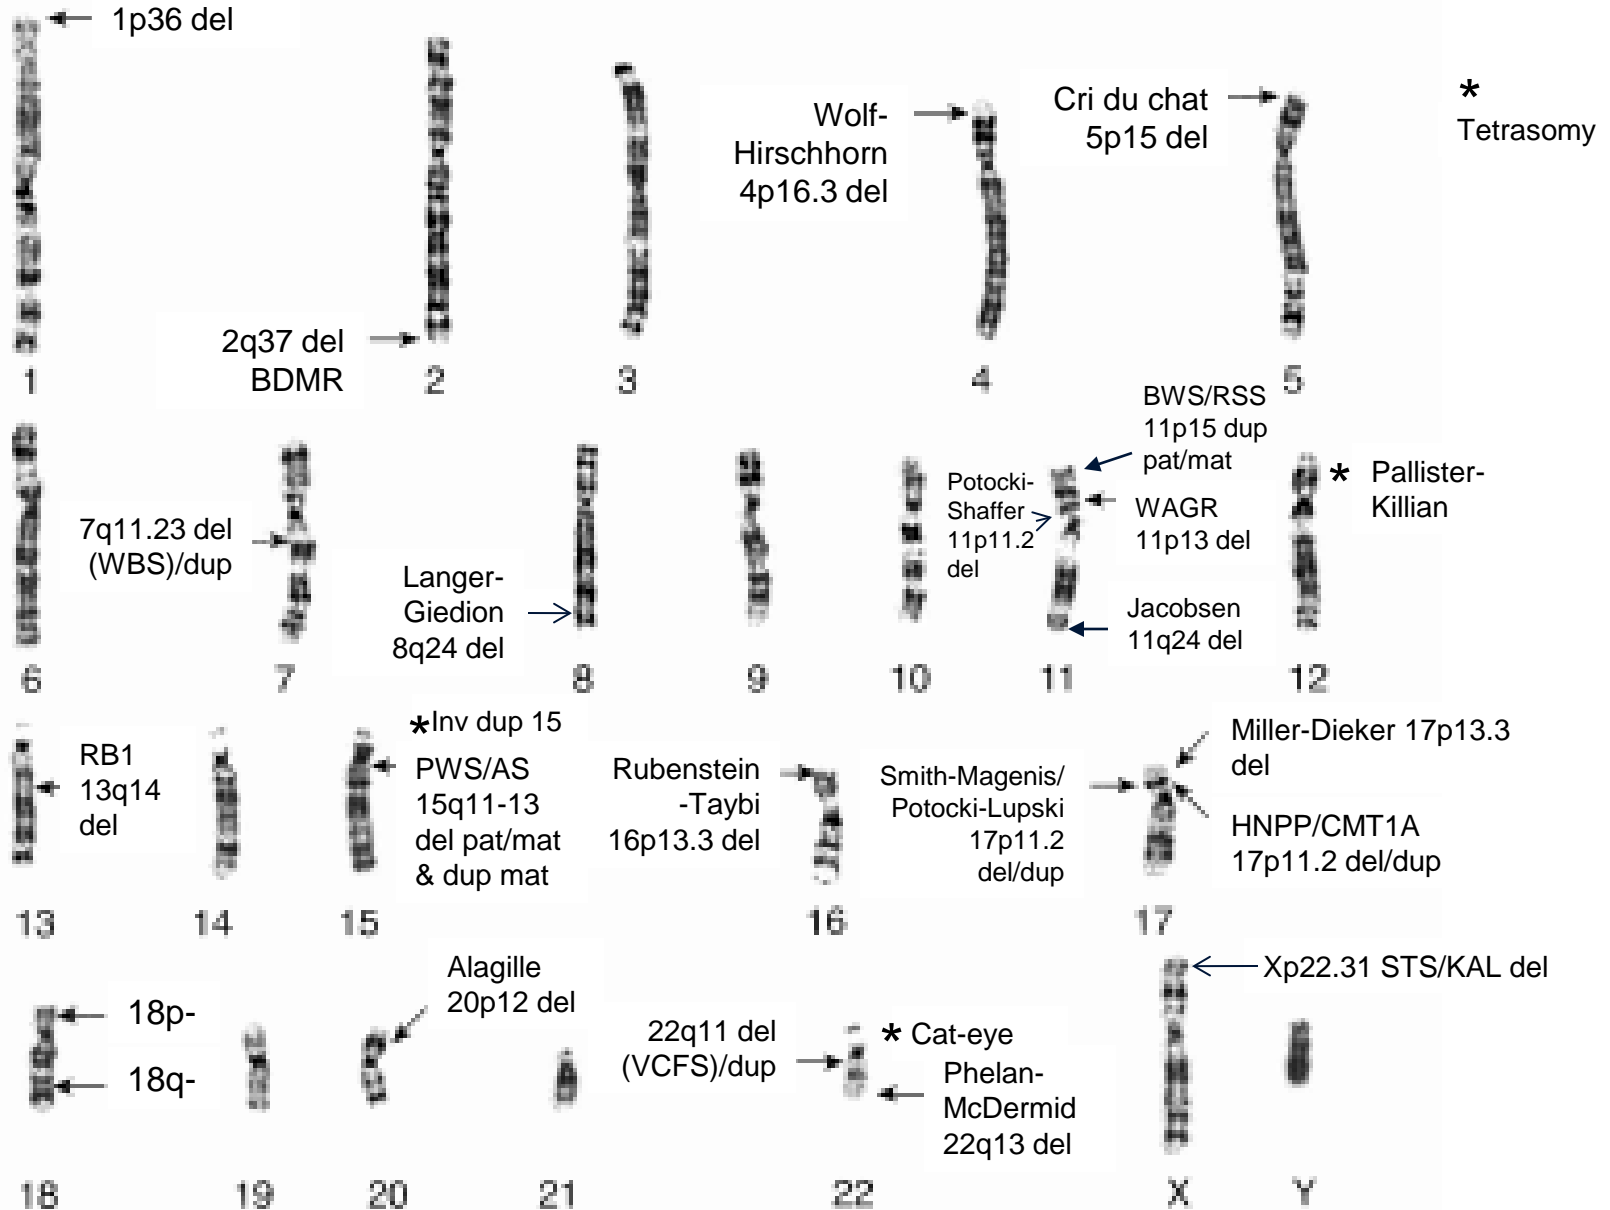 1p36 del
2q37 del
BDMR
Wolf-
Hirschhorn
4p16.3 del
Cri du chat
5p15 del
*
Tetrasomy
1
2
3
4
5
7q11.23 del
(WBS)/dup
Langer-
Giedion
8q24 del
Potocki-
Shaffer
11p11.2
del
BWS/RSS
11p15 dup
pat/mat
WAGR
11p13 del
Jacobsen
11q24 del
* Pallister-
Killian
6
7
8
9
10
11
12
RB1
13q14
del
*Inv dup 15
PWS/AS
15q11-13
del pat/mat
& dup mat
Rubenstein
-Taybi
16p13.3 del
Smith-Magenis/
Potocki-Lupski
17p11.2
del/dup
Miller-Dieker 17p13.3
del
HNPP/CMT1A
17p11.2 del/dup
13
14
15
16
17
18p-
18q-
Alagille
20p12 del
22q11 del
(VCFS)/dup
* Cat-eye
Phelan-
McDermid
22q13 del
Xp22.31 STS/KAL del
18
19
20
21
22
X
Y